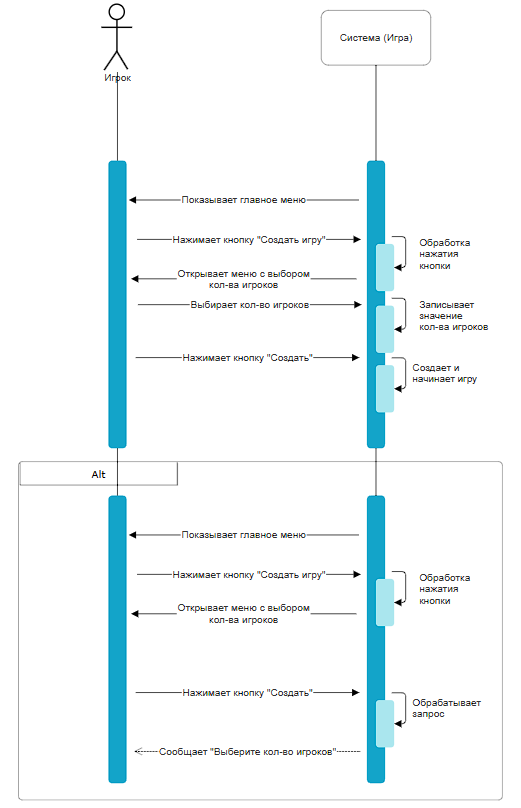 Система (Игра)
Игрок
Показывает главное меню
Нажимает кнопку "Создать игру"
Обработка
нажатия
кнопки
Открывает меню с выбором
кол-ва игроков
Выбирает кол-во игроков
Записывает
значение
кол-ва игроков
Нажимает кнопку "Создать"
Создает и
начинает игру
Alt
Показывает главное меню
Нажимает кнопку "Создать игру"
Обработка
нажатия
кнопки
Открывает меню с выбором
кол-ва игроков
Нажимает кнопку "Создать"
Обрабатывает
запрос
Сообщает "Выберите кол-во игроков"